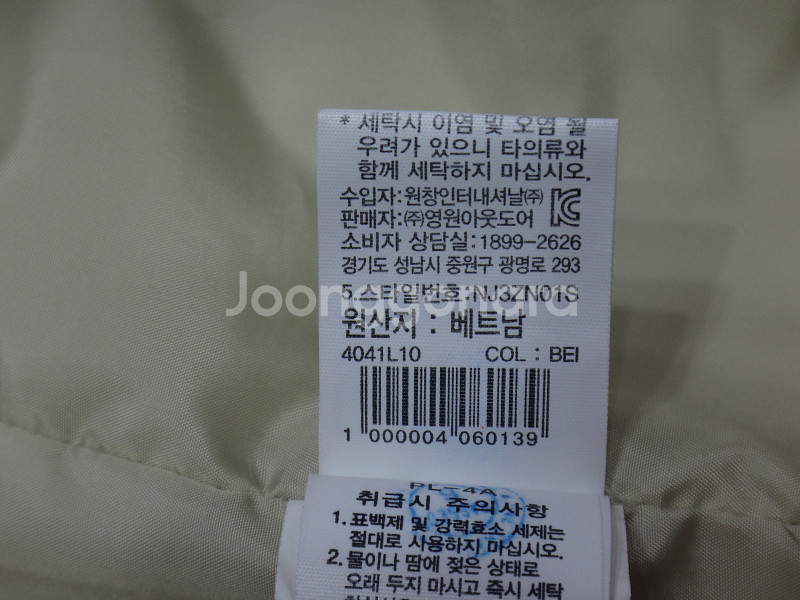 * 세탁시 이염 및 오염 될
우려가 있으니 타의류와
함께 세탁하지 마십시오.
수입자:원창인터내셔날㈜
판매자:㈜영원아웃도어
소비자 상담실:1899-2626
경기도 성남시 중원구 광명로 293
Joongonara
5.스타일번호:NJ3ZN01S
원산지 : 베트남
4041L10 COL : BEI
1 000004 060139
PL-4A
취급시 주의사항
1.표백제 및 강력효소 세제는
절대로 사용하지 마십시오.
2.물이나 땀에 젖은 상태로
오래 두지 마시고 즉시 세탁